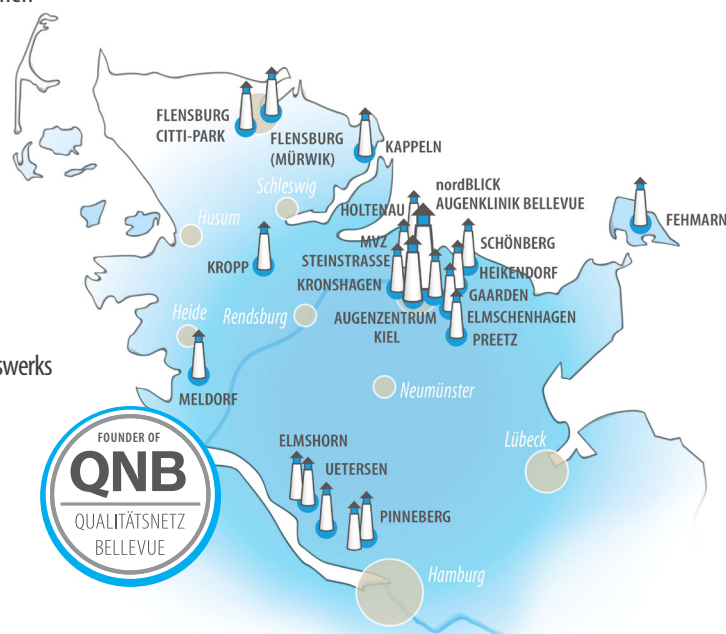 FLENSBURG
CITTI-PARK
FLENSBURG
(MÜRWIK)
KAPPELN
Schleswig
nordBLICK
AUGENKLINIK BELLEVUE
HOLTENAU
FEHMARN
Husum
MVZ
STEINSTRASSE
SCHÖNBERG
KROPP
KRONSHAGEN
HEIKENDORF
GAARDEN
Heide
Rendsburg
AUGENZENTRUM
KIEL
ELMSCHENHAGEN
PREETZ
swerks
MELDORF
Neumünster
FOUNDER OF
QNB
QUALITÄTSNETZ
BELLEVUE
ELMSHORN
Lübeck
UETERSEN
PINNEBERG
Hamburg